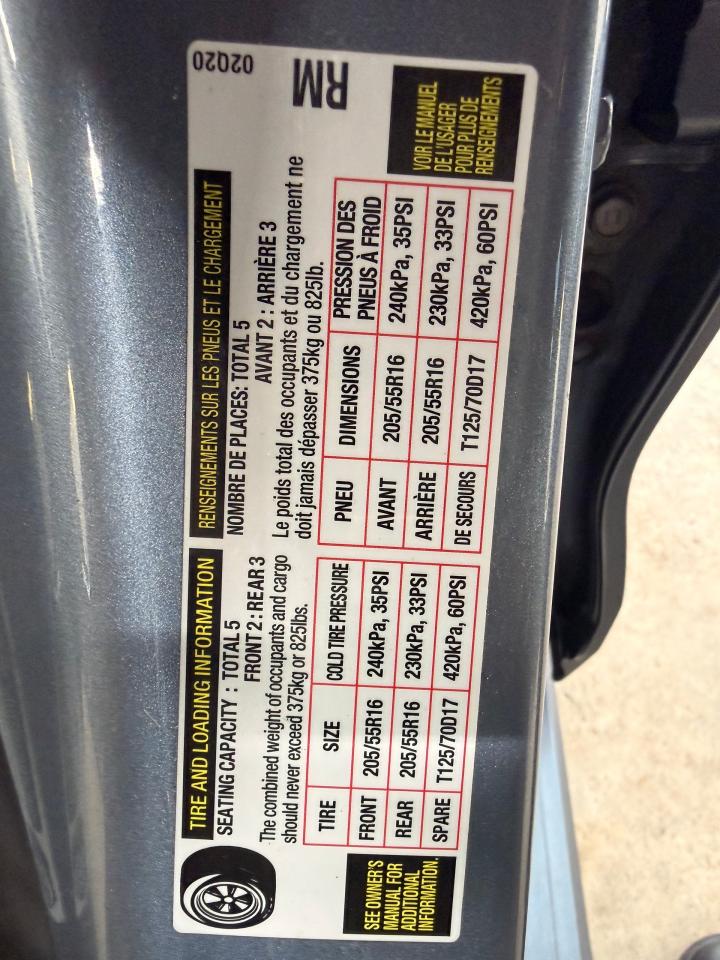 TIRE AND LOADING INFORMATION
SEATING CAPACITY : TOTAL 5
FRONT 2 : REAR 3
The combined weight of occupants and cargo
should never exceed 375kg or 825lbs.
TIRE SIZE COLD TIRE PRESSURE
FRONT 205/55R16 240kPa, 35PSI
REAR 205/55R16 230kPa, 33PSI
SPARE T125/70D17 420kPa, 60PSI
SEE OWNER'S
MANUAL FOR
ADDITIONAL
INFORMATION.
RENSEIGNEMENTS SUR LES PNEUS ET LE CHARGEMENT
NOMBRE DE PLACES: TOTAL 5
AVANT 2 : ARRIÈRE 3
Le poids total des occupants et du chargement ne
doit jamais dépasser 375kg ou 825lb.
PNEU DIMENSIONS PRESSION DES
PNEUS À FROID
AVANT 205/55R16 240kPa, 35PSI
ARRIÈRE 205/55R16 230kPa, 33PSI
DE SECOURS T125/70D17 420kPa, 60PSI
VOIR LE MANUEL
DE L'USAGER
POUR PLUS DE
RENSEIGNEMENTS
02Q20
RM